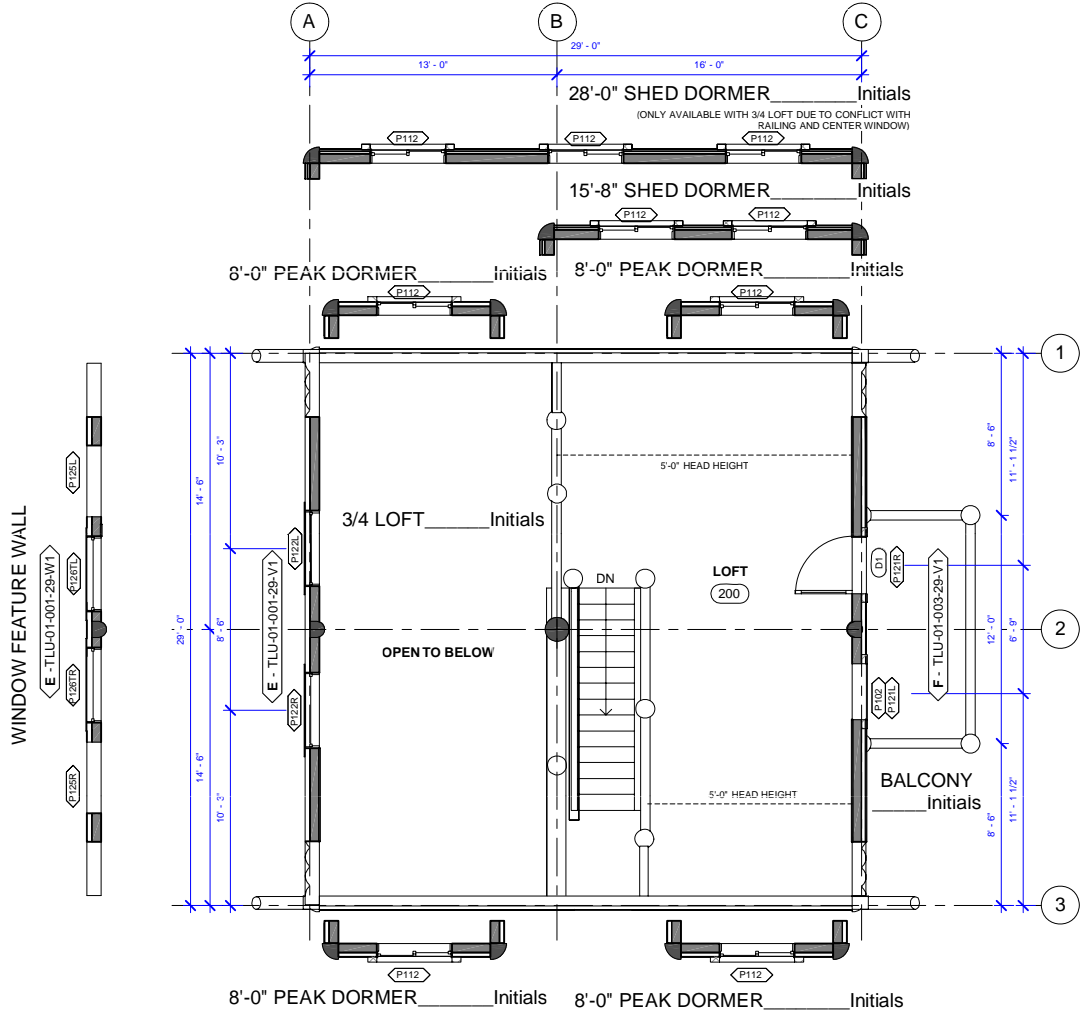 A
B
C
29' - 0"
13' - 0"
16' - 0"
28'-0" SHED DORMER________Initials
(ONLY AVAILABLE WITH 3/4 LOFT DUE TO CONFLICT WITH
RAILING AND CENTER WINDOW)
P112
P112
P112
15'-8" SHED DORMER________Initials
P112
P112
8'-0" PEAK DORMER_______Initials
8'-0" PEAK DORMER________Initials
P112
P112
1
2
3
WINDOW FEATURE WALL
E - TLU-01-001-29-W1
P125L
P126TL
P126TR
P125R
29' - 0"
14' - 6"
14' - 6"
10' - 3"
8' - 6"
10' - 3"
E - TLU-01-001-29-V1
P122L
P122R
3/4 LOFT______Initials
OPEN TO BELOW
5'-0" HEAD HEIGHT
DN
LOFT
200
5'-0" HEAD HEIGHT
D1
P121R
P102
P121L
F - TLU-01-003-29-V1
8' - 6"
12' - 0"
8' - 6"
11' - 1 1/2"
6' - 9"
11' - 1 1/2"
BALCONY
_____Initials
P112
P112
8'-0" PEAK DORMER_______Initials
8'-0" PEAK DORMER________Initials